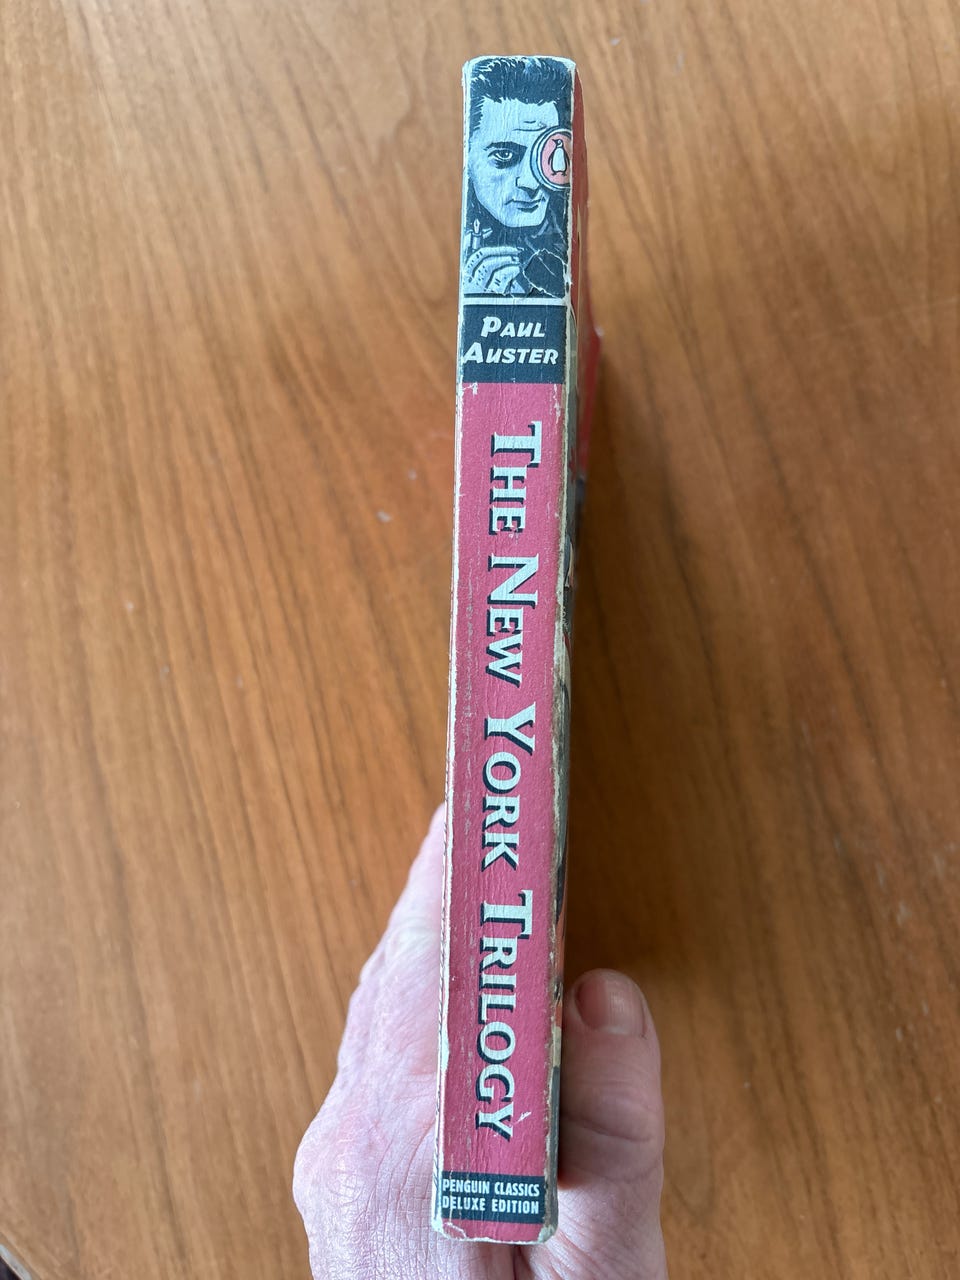 PAUL
AUSTER
THE NEW YORK TRILOGY
PENGUIN CLASSICS
DELUXE EDITION